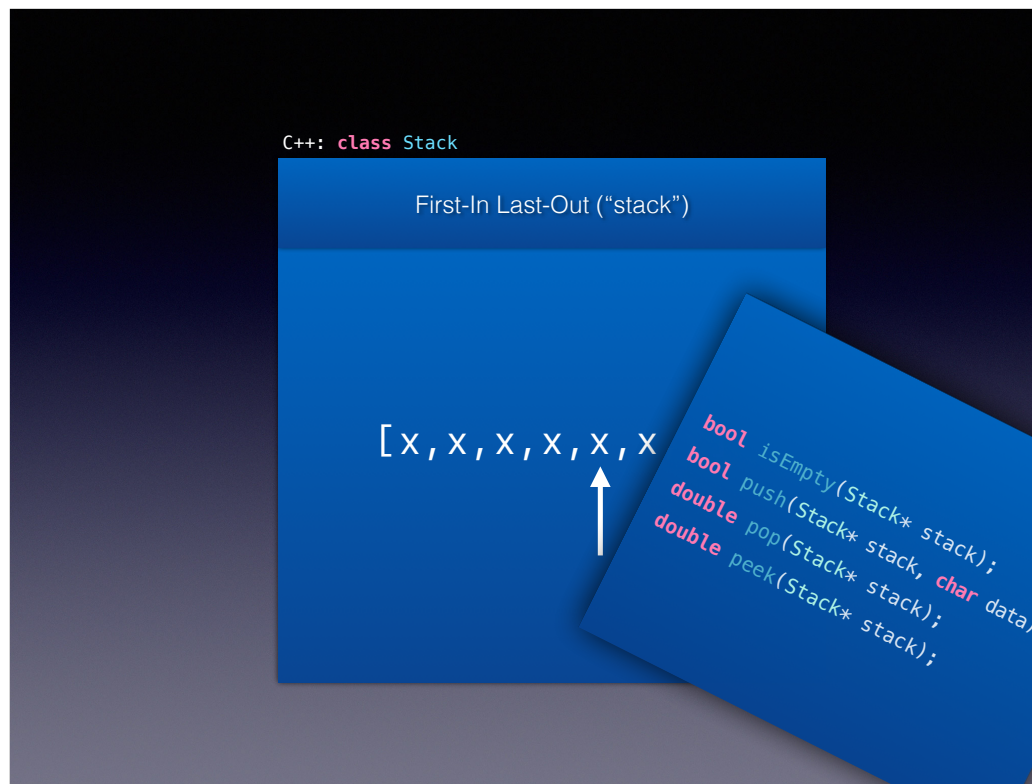 C++: class Stack
First-In Last-Out (“stack”)
[x,x,x,x,x,x
bool isEmpty(Stack* stack);
bool push(Stack* stack, char data)
double pop(Stack* stack);
double peek(Stack* stack);